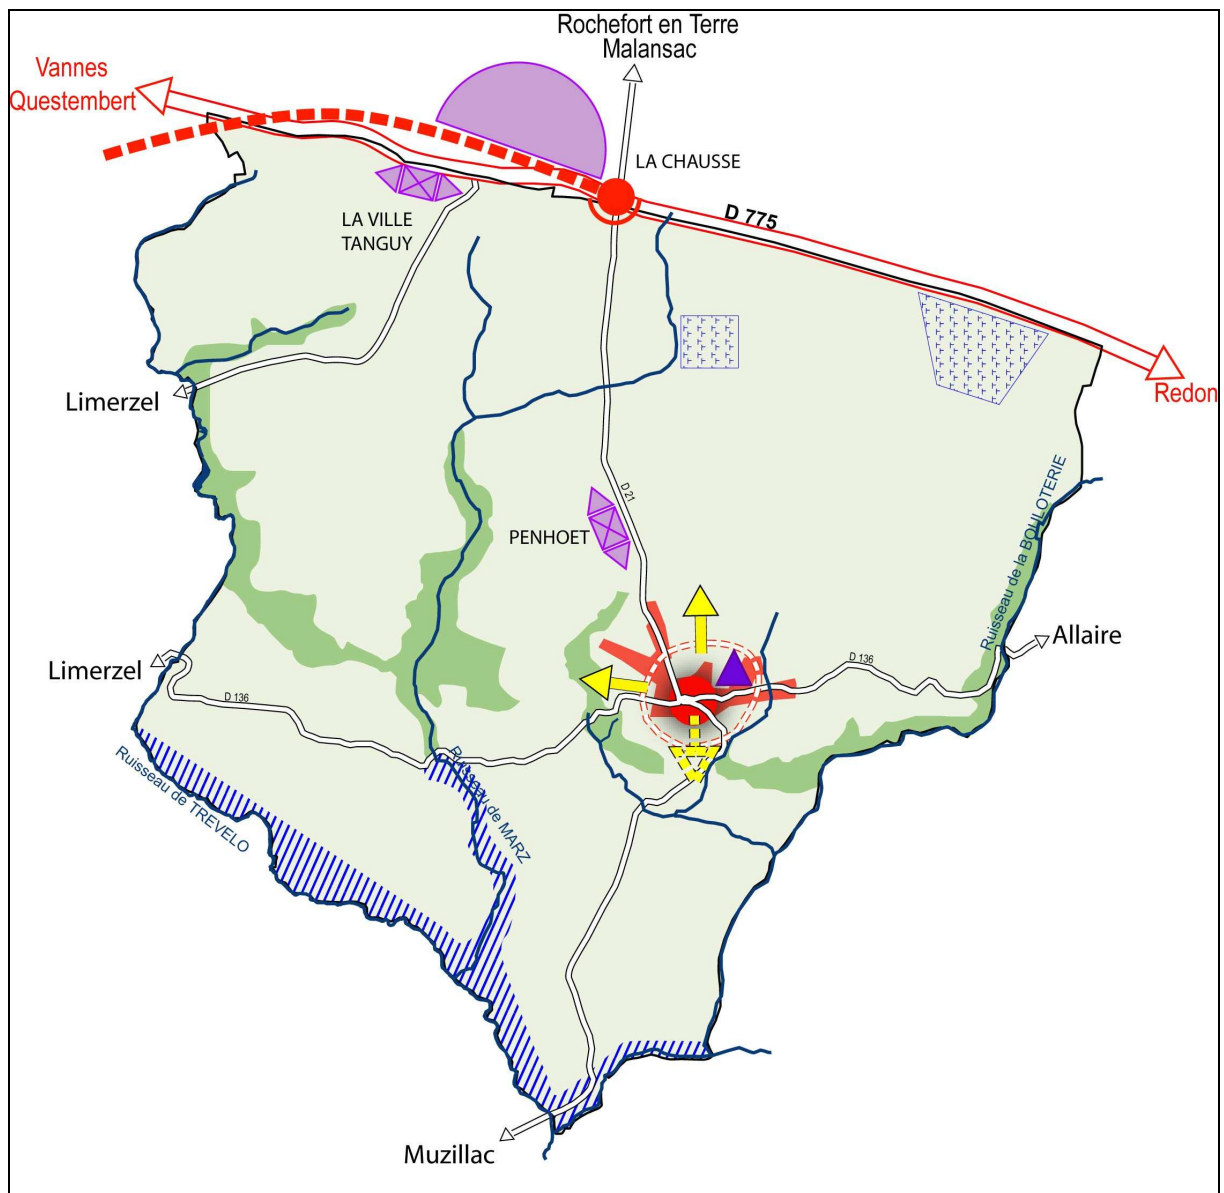 Rochefort en Terre
Malansac
Vannes
Questembert
LA CHAUSSE
D 775
LA VILLE
TANGUY
Redon
Limerzel
D 21
PENHOET
Ruisseau de la BOULOTERIE
Allaire
D 136
Limerzel
D 136
Ruisseau de MARZ
Ruisseau de TREVELO
Muzillac